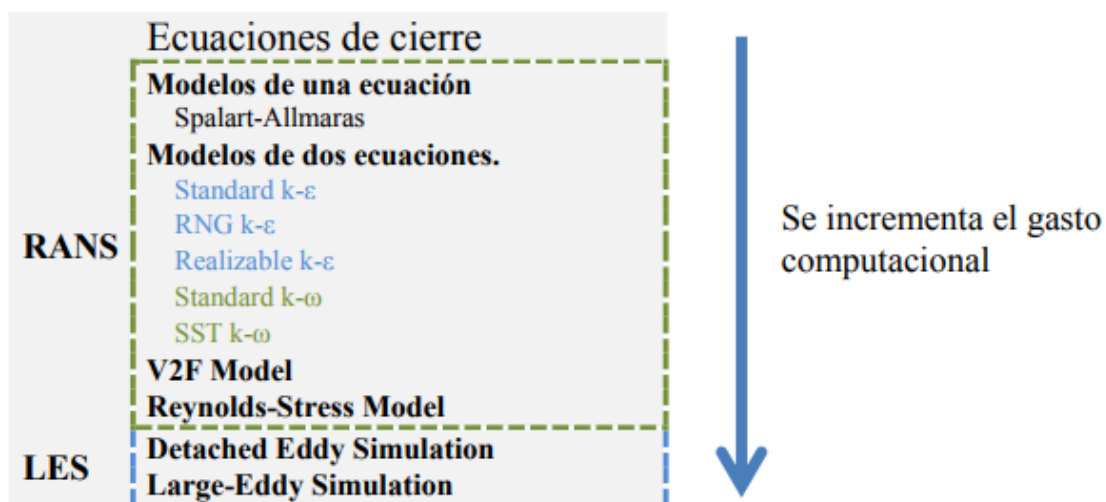 Ecuaciones de cierre
Modelos de una ecuación
Spalart-Allmaras
Modelos de dos ecuaciones.
Standard k-ε
RNG k-ε
RANS
Realizable k-ε
Standard k-ω
SST k-ω
V2F Model
Reynolds-Stress Model
LES
Detached Eddy Simulation
Large-Eddy Simulation
Se incrementa el gasto
computacional